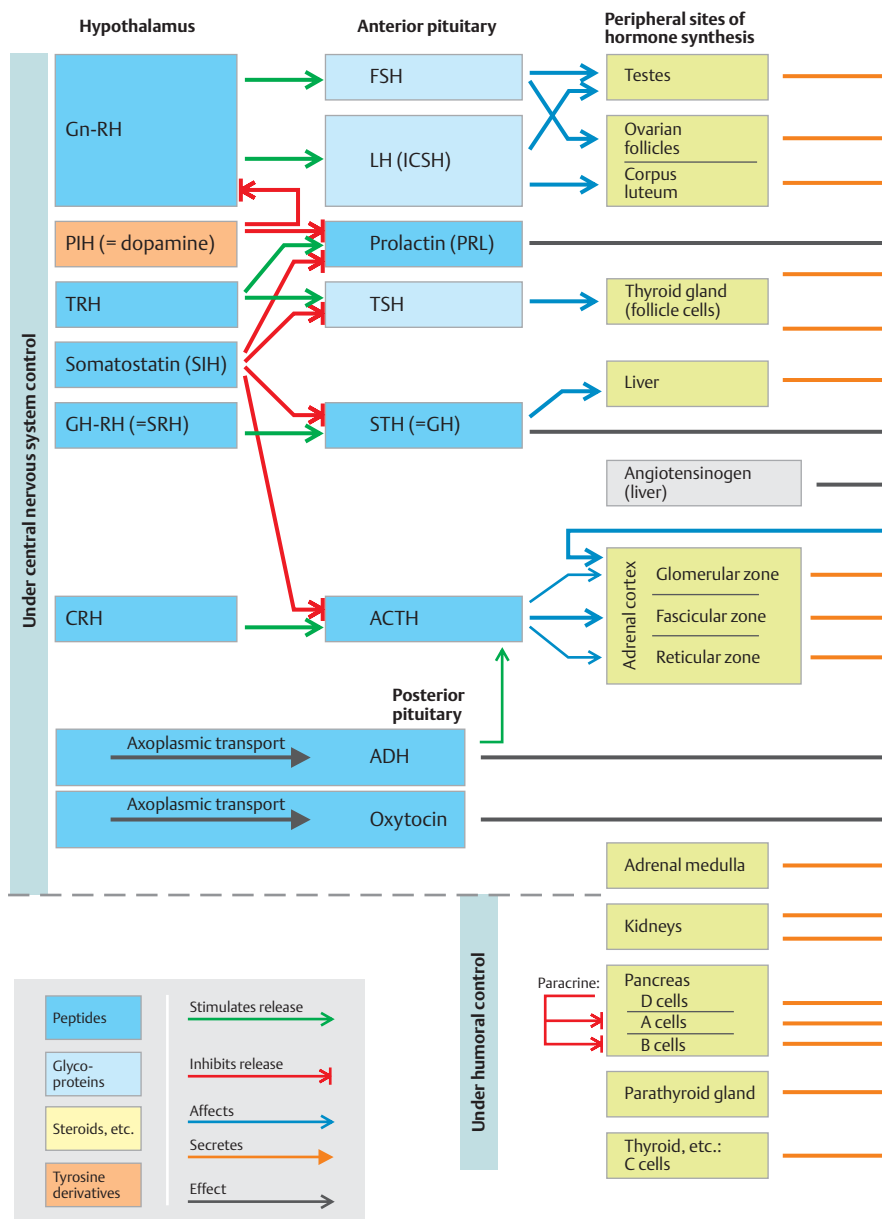 Hypothalamus
Anterior pituitary
Peripheral sites of
hormone synthesis
Under central nervous system control
Gn-RH
FSH
Testes
LH (ICSH)
Ovarian
follicles
Corpus
luteum
PIH (= dopamine)
Prolactin (PRL)
TRH
TSH
Thyroid gland
(follicle cells)
Somatostatin (SIH)
Liver
GH-RH (=SRH)
STH (=GH)
Angiotensinogen
(liver)
Adrenal cortex
Glomerular zone
CRH
ACTH
Fascicular zone
Reticular zone
Posterior
pituitary
Axoplasmic transport
ADH
Axoplasmic transport
Oxytocin
Adrenal medulla
Under humoral control
Kidneys
Paracrine:
Pancreas
D cells
A cells
B cells
Parathyroid gland
Thyroid, etc.:
C cells
Peptides
Stimulates release
Glyco-
proteins
Inhibits release
Steroids, etc.
Affects
Secretes
Tyrosine
derivatives
Effect